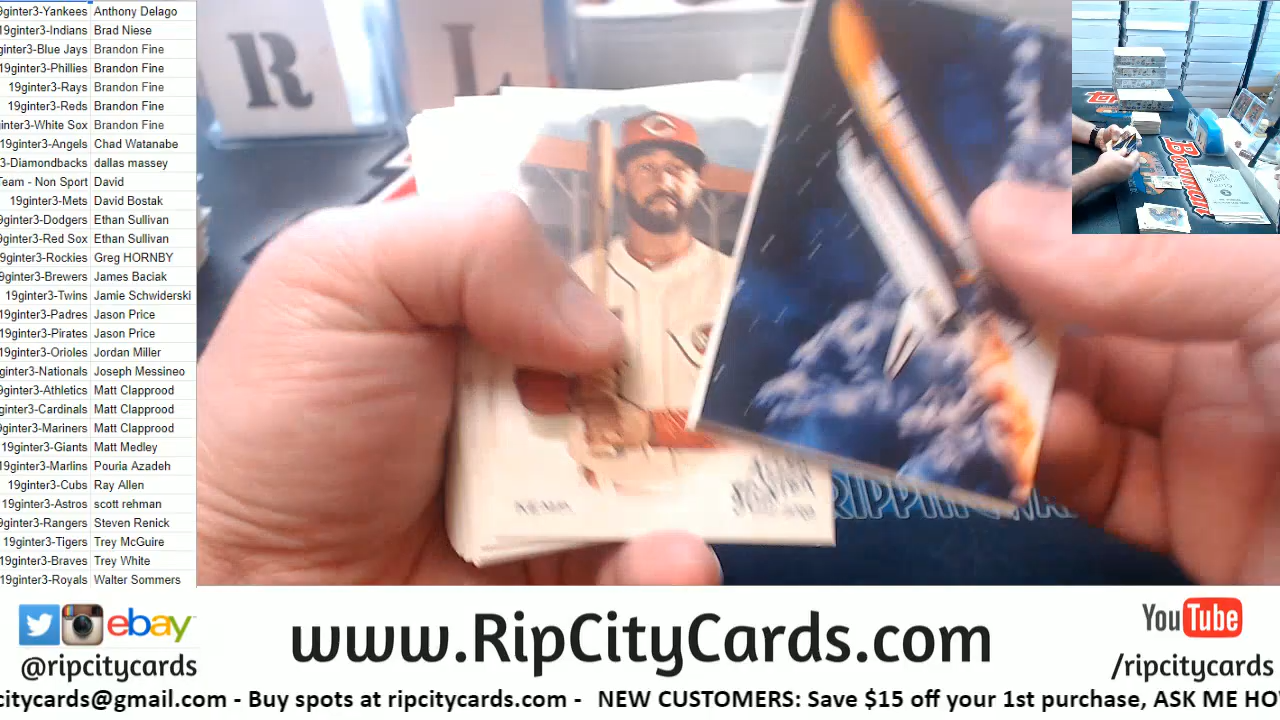 9ginter3-Yankees Anthony Delago
19ginter3-Indians Brad Niese
ginter3-Blue Jays Brandon Fine
19ginter3-Phillies Brandon Fine
19ginter3-Rays Brandon Fine
19ginter3-Reds Brandon Fine
ginter3-White Sox Brandon Fine
19ginter3-Angels Chad Watanabe
3-Diamondbacks dallas massey
Team - Non Sport David
19ginter3-Mets David Bostak
9ginter3-Dodgers Ethan Sullivan
9ginter3-Red Sox Ethan Sullivan
19ginter3-Rockies Greg HORNBY
9ginter3-Brewers James Baciak
19ginter3-Twins Jamie Schwiderski
19ginter3-Padres Jason Price
19ginter3-Pirates Jason Price
19ginter3-Orioles Jordan Miller
ginter3-Nationals Joseph Messineo
9ginter3-Athletics Matt Clapprood
ginter3-Cardinals Matt Clapprood
ginter3-Mariners Matt Clapprood
19ginter3-Giants Matt Medley
9ginter3-Marlins Pouria Azadeh
19ginter3-Cubs Ray Allen
19ginter3-Astros scott rehman
9ginter3-Rangers Steven Renick
19ginter3-Tigers Trey McGuire
19ginter3-Braves Trey White
19ginter3-Royals Walter Sommers
R
ebay
@ripcitycards
www.RipCityCards.com
YouTube
/ripcitycards
citycards@gmail.com - Buy spots at ripcitycards.com - NEW CUSTOMERS: Save $15 off your 1st purchase, ASK ME HO